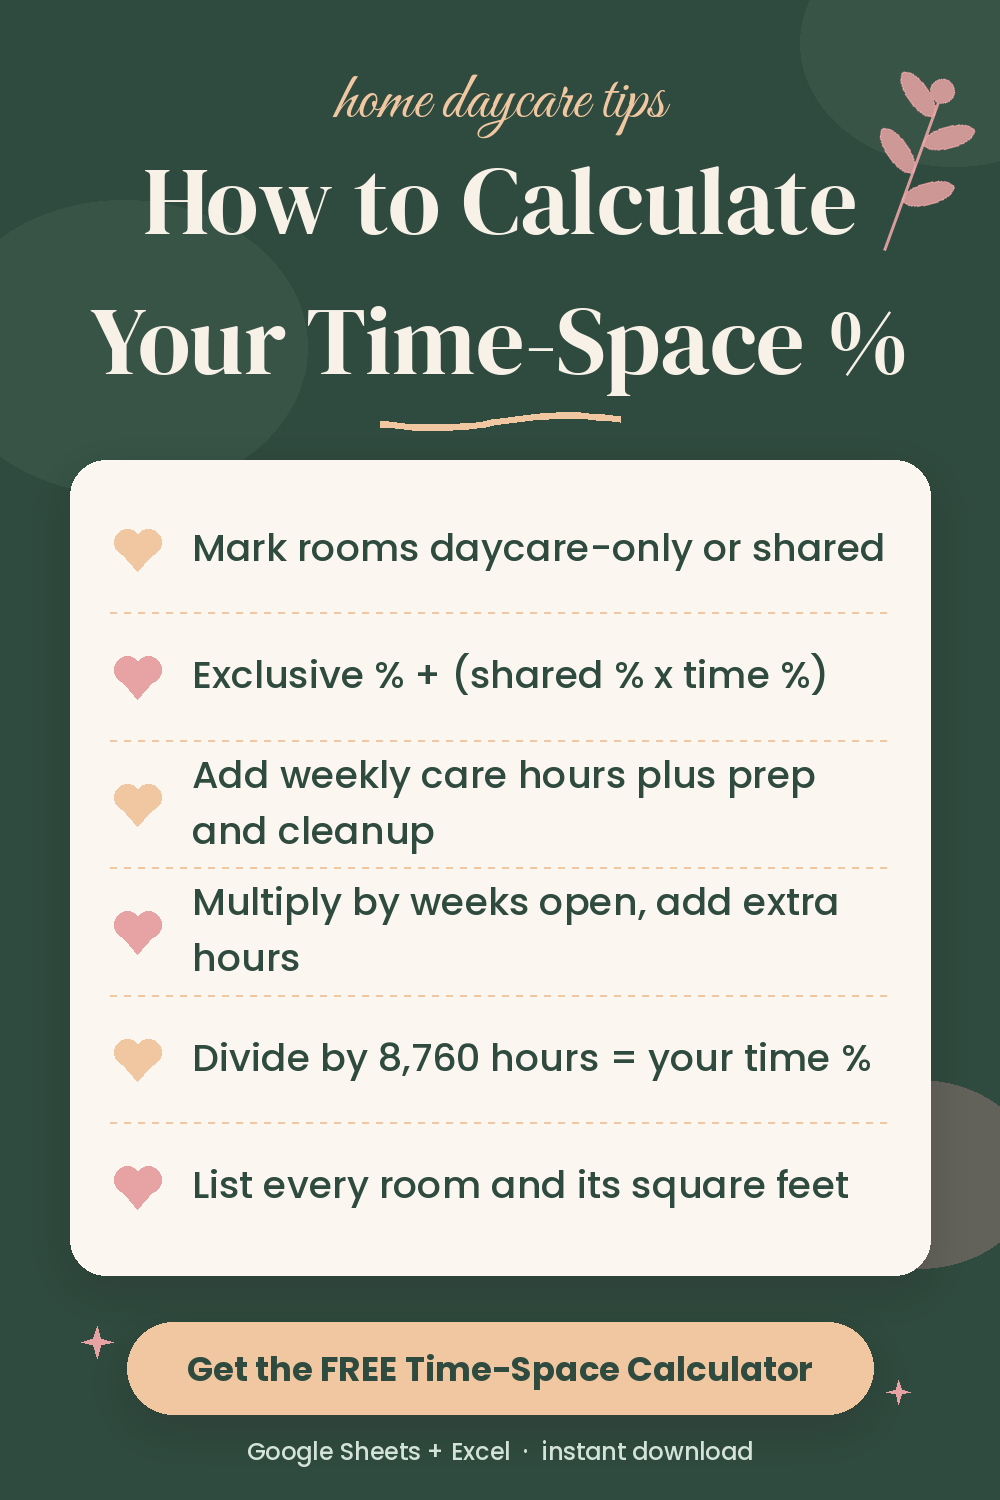 home daycare tips
How to Calculate
Your Time-Space %
Mark rooms daycare-only or shared
Exclusive % + (shared % x time %)
Add weekly care hours plus prep
and cleanup
Multiply by weeks open, add extra
hours
Divide by 8,760 hours = your time %
List every room and its square feet
Get the FREE Time-Space Calculator
Google Sheets + Excel · instant download